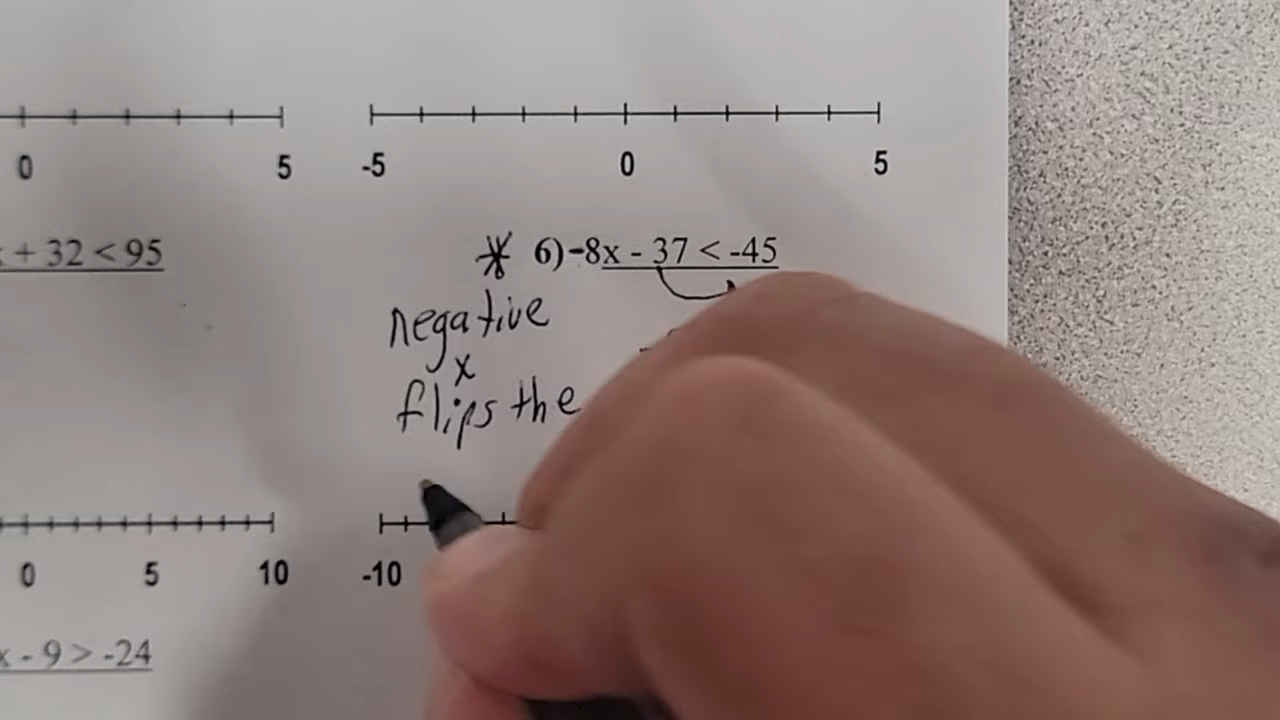 0 5 -5 0 5
+ 32 < 95
6) -8x - 37 < -45
negative
x
flips the
0 5 10 -10
x - 9 > -24